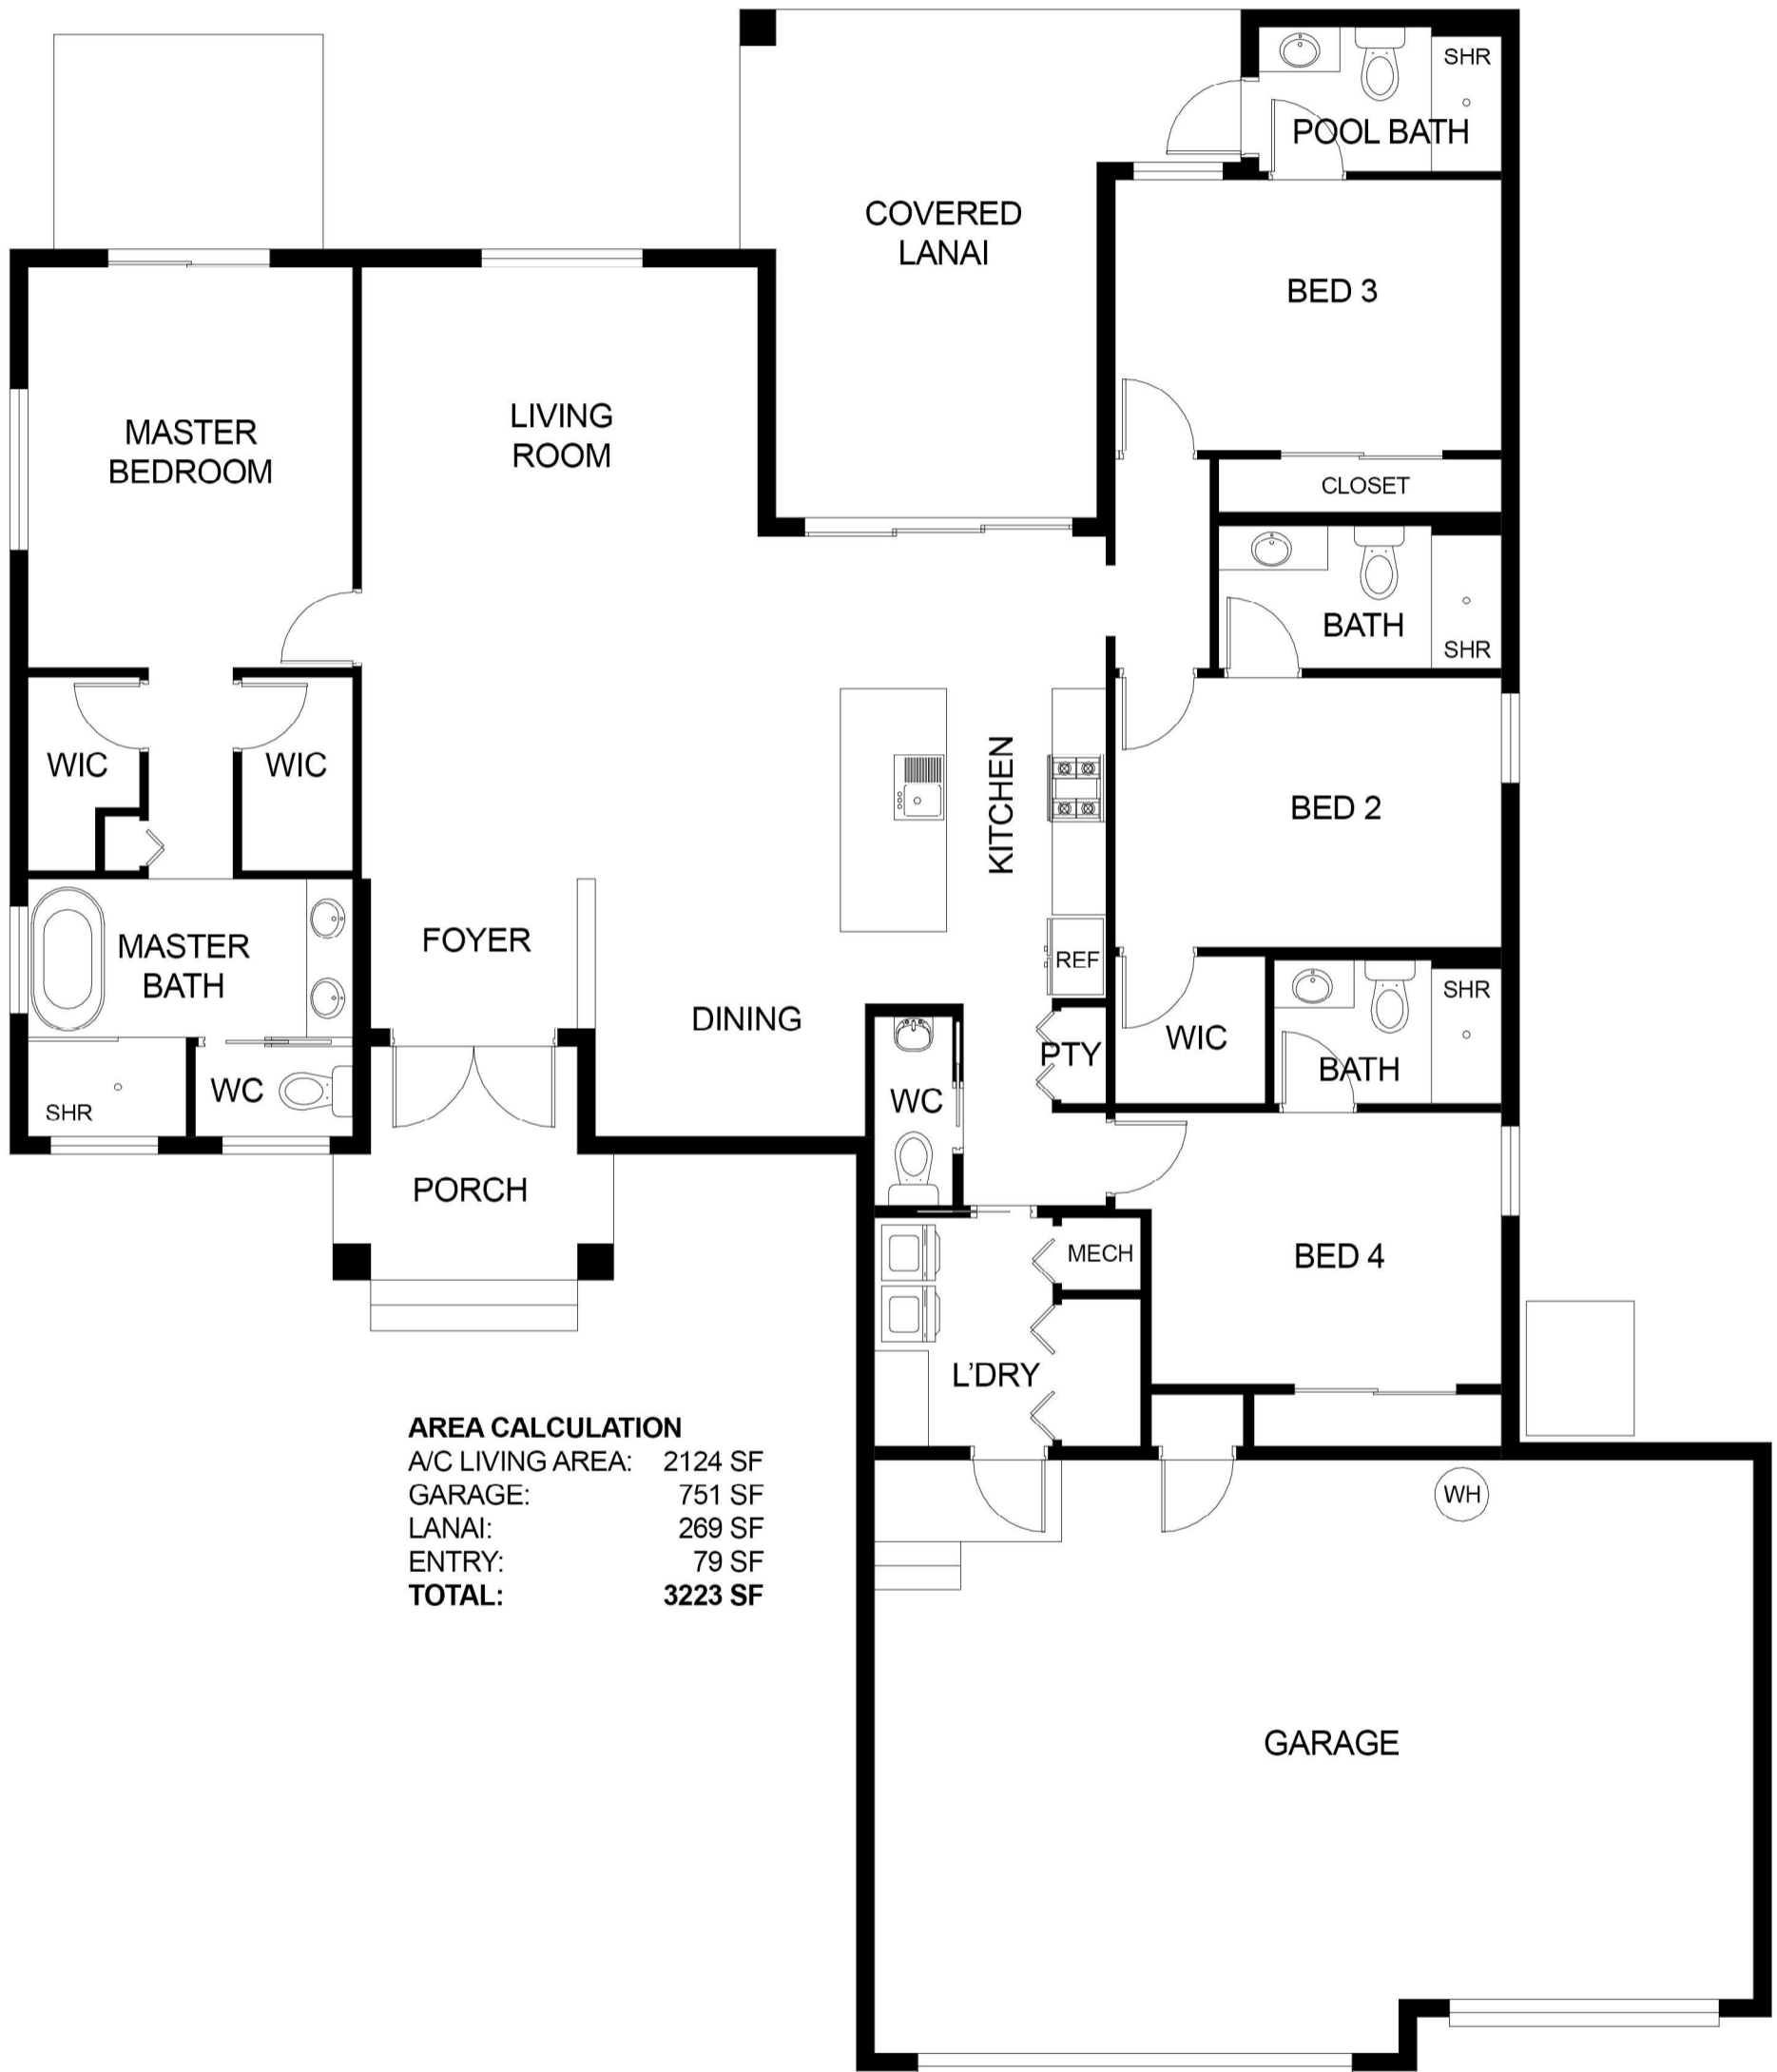 SHR
POOL BATH
COVERED
LANAI
BED 3
MASTER
BEDROOM
LIVING
ROOM
CLOSET
BATH
SHR
WIC
WIC
KITCHEN
BED 2
MASTER
BATH
FOYER
REF
DINING
SHR
WIC
PTY
BATH
WC
SHR
WC
PORCH
MECH
BED 4
L'DRY
AREA CALCULATION
A/C LIVING AREA: 2124 SF
GARAGE: 751 SF
LANAI: 269 SF
ENTRY: 79 SF
TOTAL: 3223 SF
WH
GARAGE